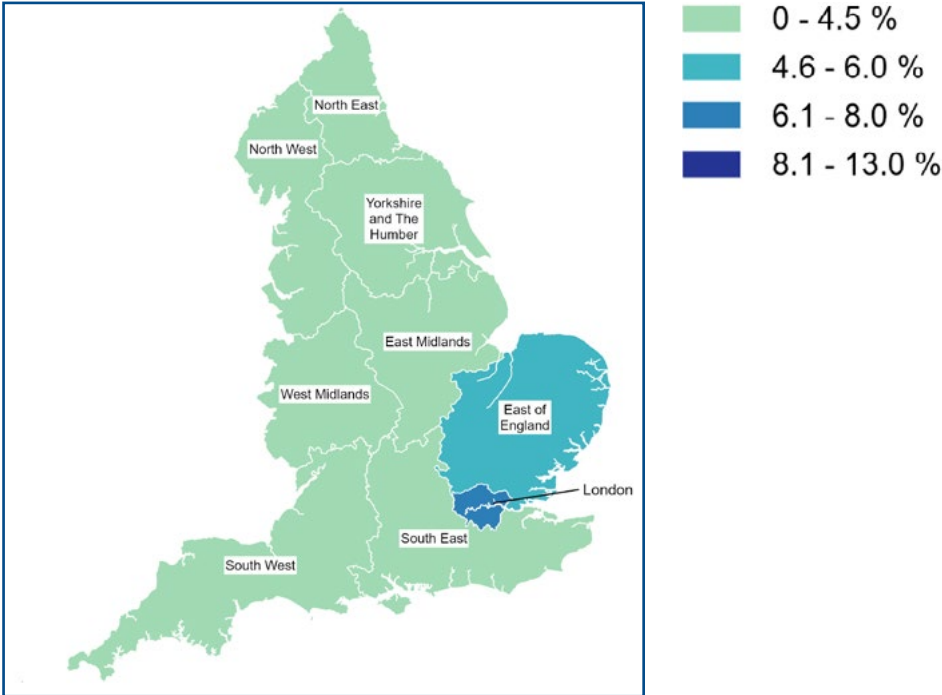 0 - 4.5 %
4.6 - 6.0 %
6.1 - 8.0 %
8.1 - 13.0 %
North East
North West
Yorkshire
and The
Humber
East Midlands
West Midlands
East of
England
London
South East
South West